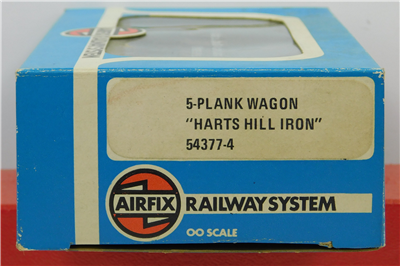 5-PLANK WAGON
"HARTS HILL IRON"
54377-4
AIRFIX RAILWAY SYSTEM
OO SCALE